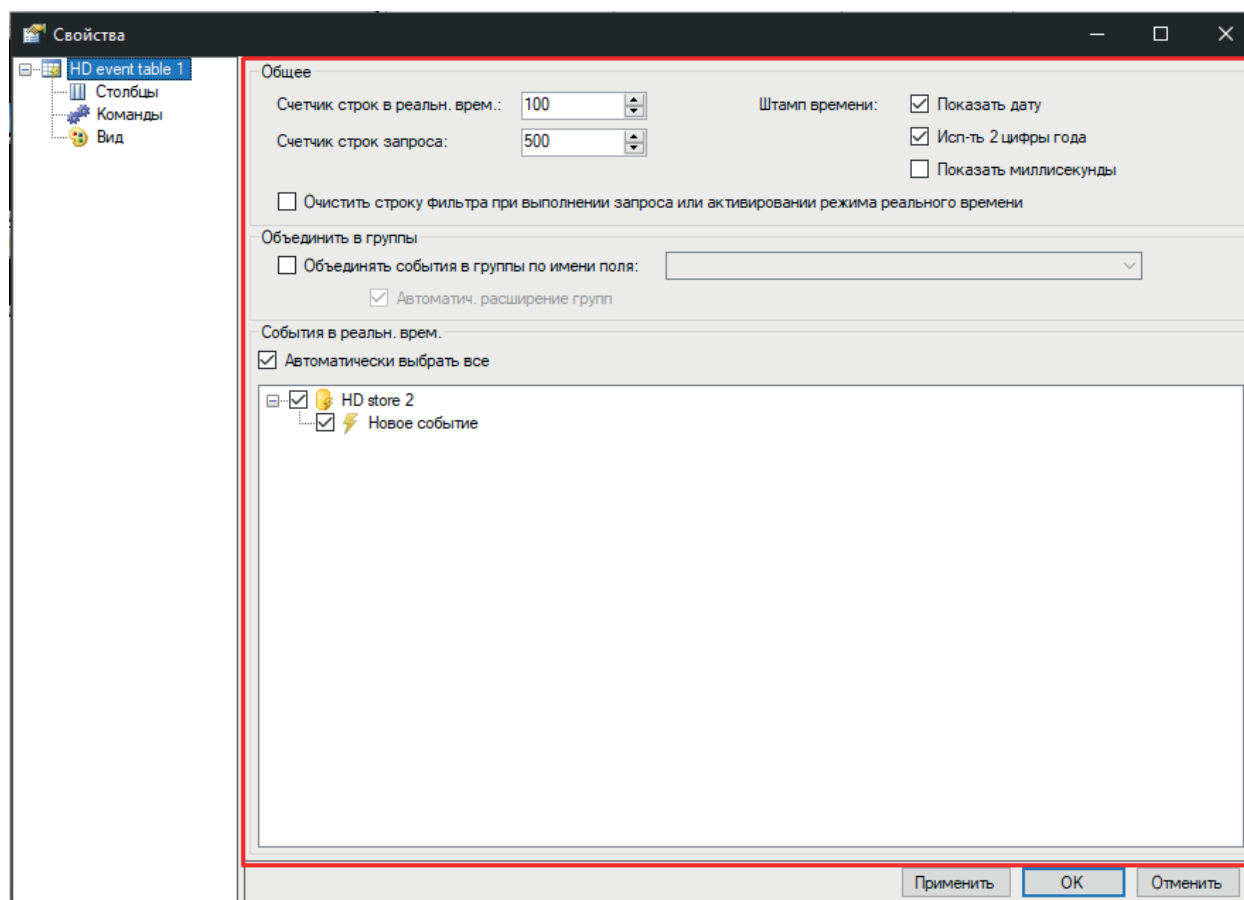 Свойства
HD event table 1
Столбцы
Команды
Вид
Общее
Счетчик строк в реальн. врем.: 100 Штамп времени: Показать дату
Счетчик строк запроса: 500 Исп-ть 2 цифры года
Показать миллисекунды
Очистить строку фильтра при выполнении запроса или активировании режима реального времени
Объединить в группы
Объединять события в группы по имени поля:
Автоматич. расширение групп
События в реальн. врем.
Автоматически выбрать все
HD store 2
Новое событие
Применить OK Отменить